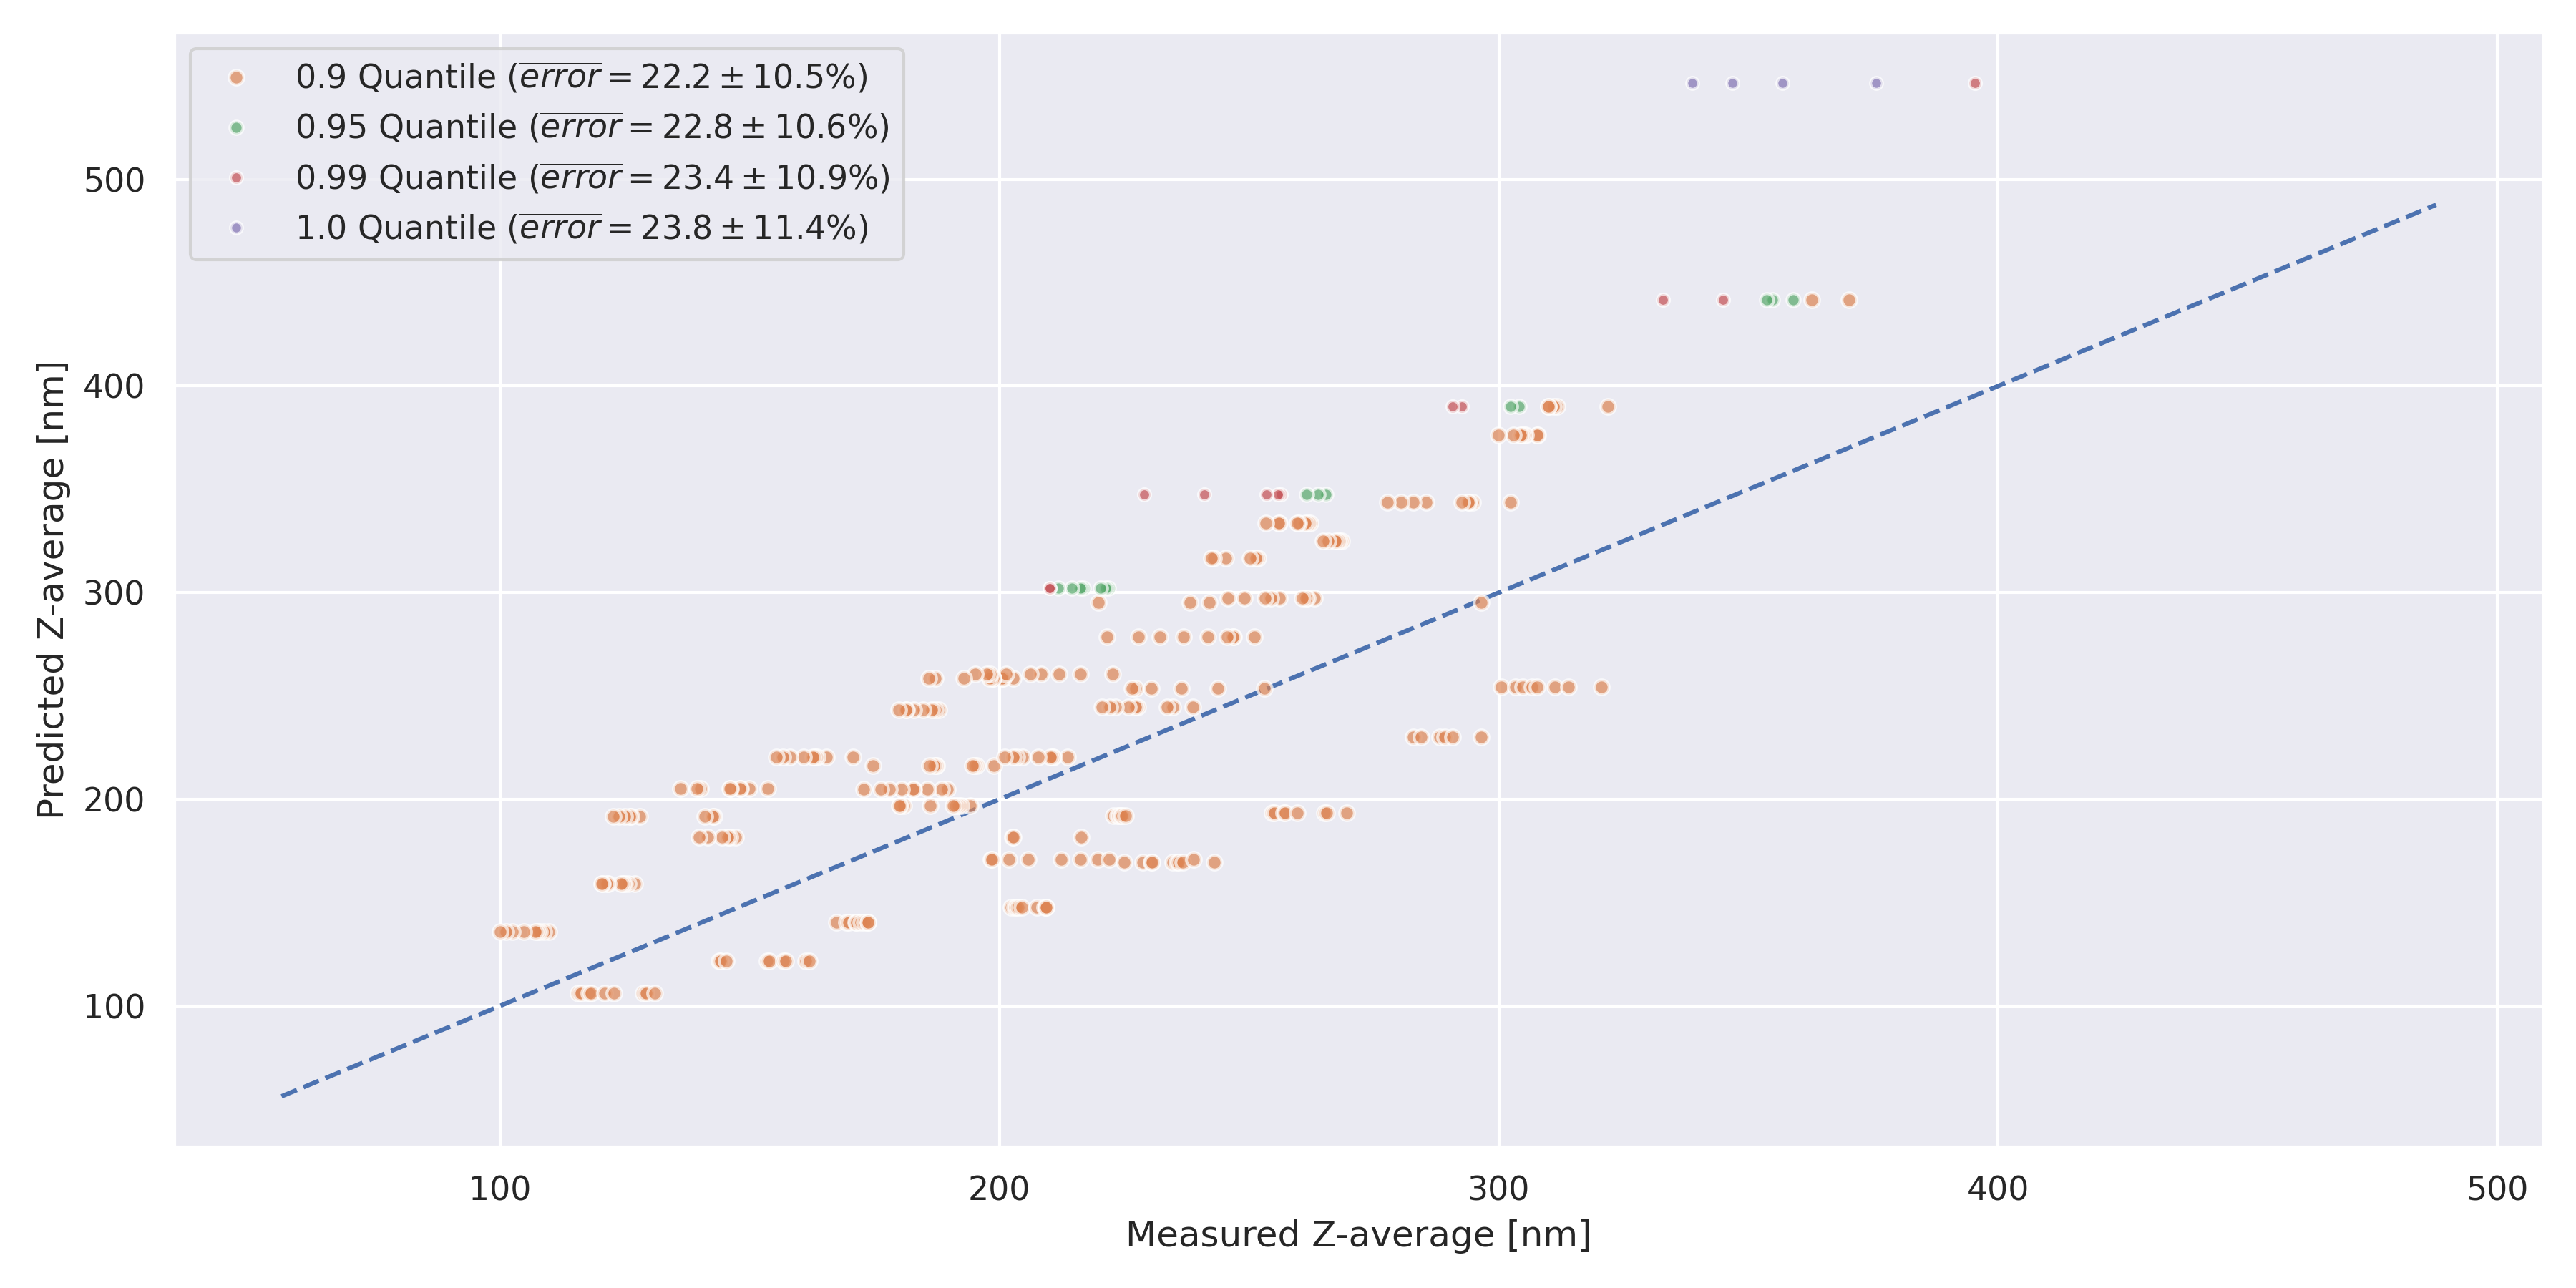 0.9 Quantile (error = 22.2 ± 10.5%)
0.95 Quantile (error = 22.8 ± 10.6%)
0.99 Quantile (error = 23.4 ± 10.9%)
1.0 Quantile (error = 23.8 ± 11.4%)
500
400
300
200
100
Predicted Z-average [nm]
100 200 300 400 500
Measured Z-average [nm]